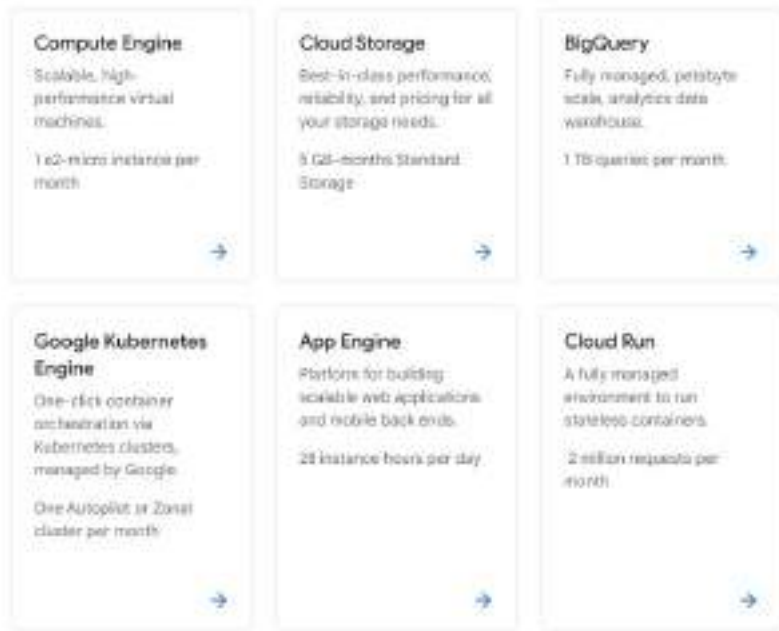 Compute Engine
Scalable, high-
performance virtual
machines.
1 e2-micro instance per
month
Cloud Storage
Best-in-class performance,
reliability, and pricing for all
your storage needs.
5 GB-months Standard
Storage
BigQuery
Fully managed, petabyte
scale, analytics data
warehouse.
1 TB queries per month
Google Kubernetes
Engine
One-click container
orchestration via
Kubernetes clusters,
managed by Google
One Autopilot or Zonal
cluster per month
App Engine
Platform for building
scalable web applications
and mobile back ends.
28 instance hours per day
Cloud Run
A fully managed
environment to run
stateless containers.
2 million requests per
month